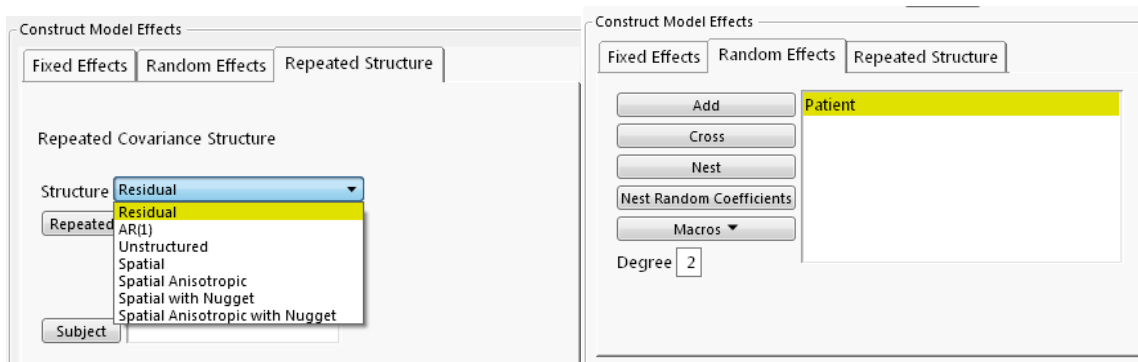 Construct Model Effects
Fixed Effects Random Effects Repeated Structure
Repeated Covariance Structure
Structure Residual
Residual
Repeated
AR(1)
Unstructured
Spatial
Spatial Anisotropic
Spatial with Nugget
Spatial Anisotropic with Nugget
Subject
Construct Model Effects
Fixed Effects Random Effects Repeated Structure
Add Patient
Cross
Nest
Nest Random Coefficients
Macros
Degree 2